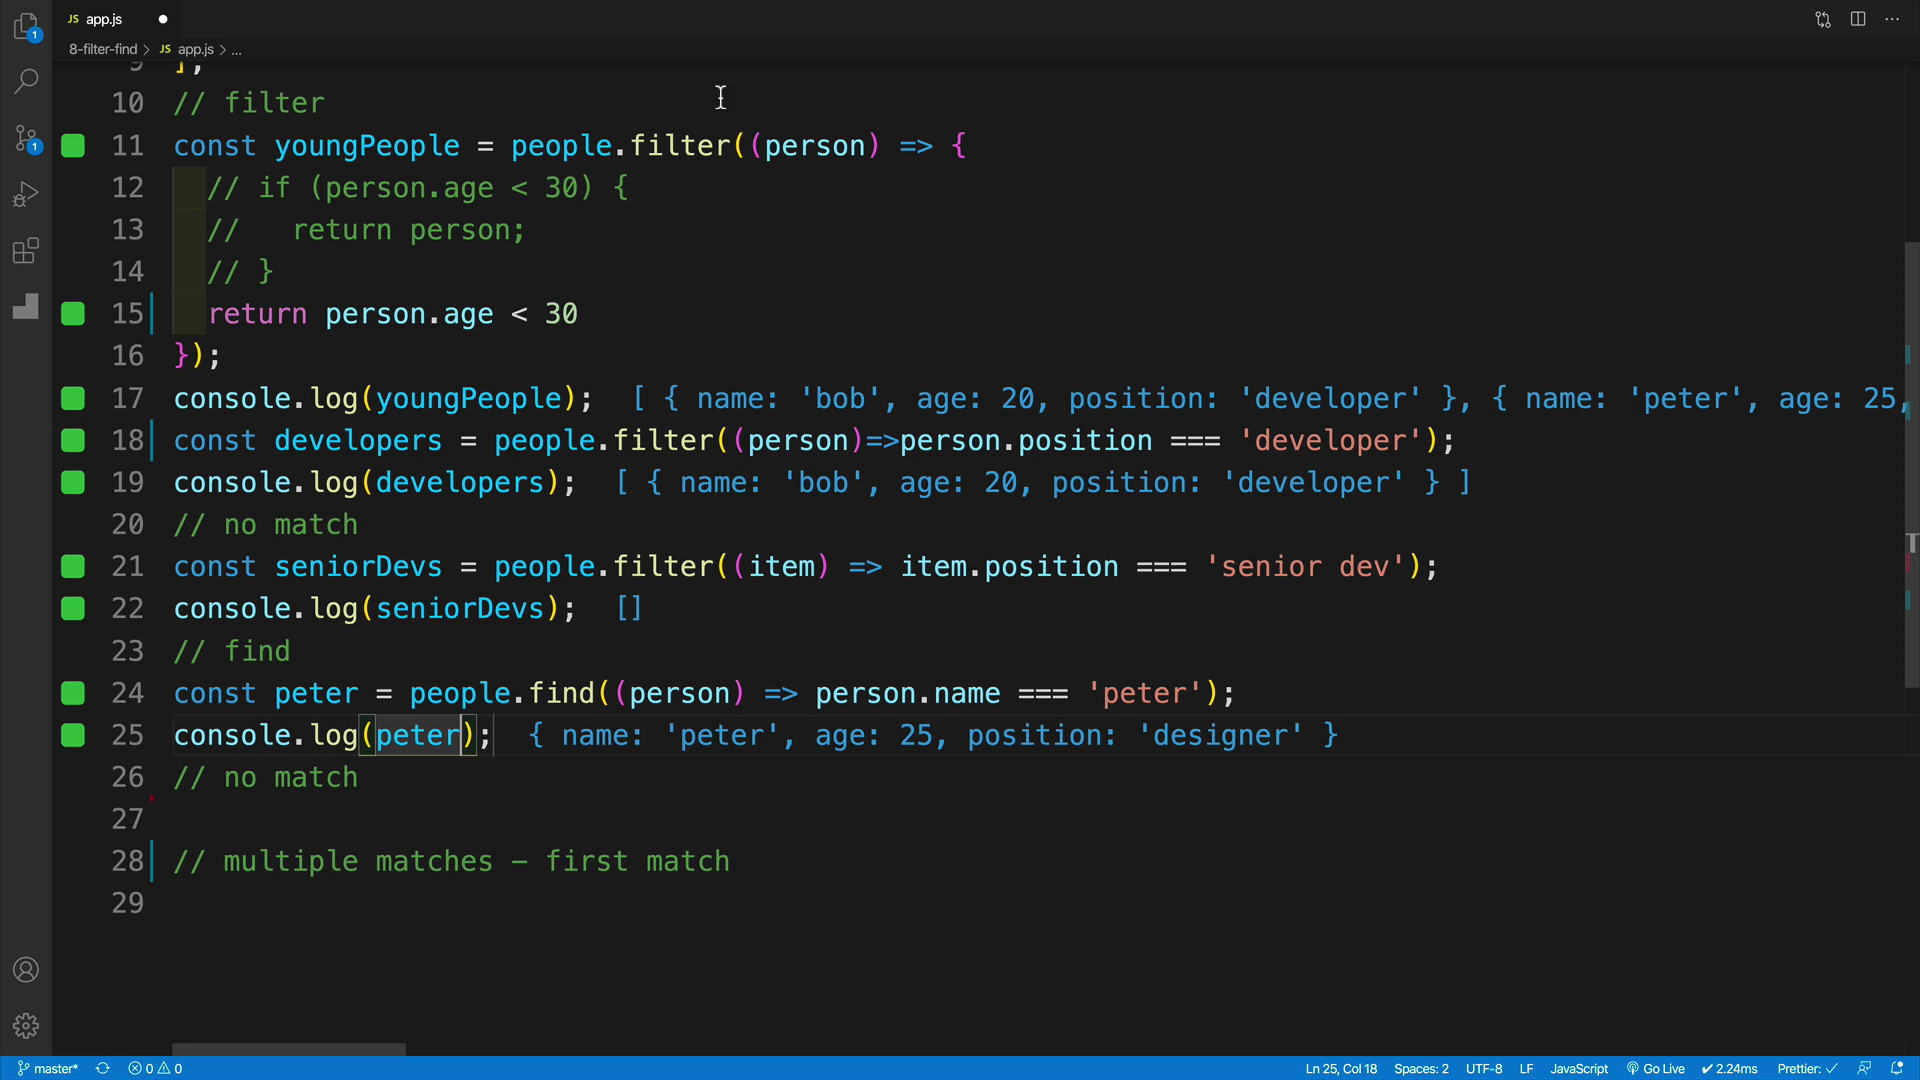 JS app.js
8-filter-find > JS app.js > ...
9 ];
10 // filter
11 const youngPeople = people.filter((person) => {
12 // if (person.age < 30) {
13 //   return person;
14 // }
15 return person.age < 30
16 });
17 console.log(youngPeople); [ { name: 'bob', age: 20, position: 'developer' }, { name: 'peter', age: 25,
18 const developers = people.filter((person)=>person.position === 'developer');
19 console.log(developers); [ { name: 'bob', age: 20, position: 'developer' } ]
20 // no match
21 const seniorDevs = people.filter((item) => item.position === 'senior dev');
22 console.log(seniorDevs); []
23 // find
24 const peter = people.find((person) => person.name === 'peter');
25 console.log(peter); { name: 'peter', age: 25, position: 'designer' }
26 // no match
27
28 // multiple matches - first match
29
1
1
master* 0 0 Ln 25, Col 18 Spaces: 2 UTF-8 LF JavaScript Go Live ✓ 2.24ms Prettier: ✓